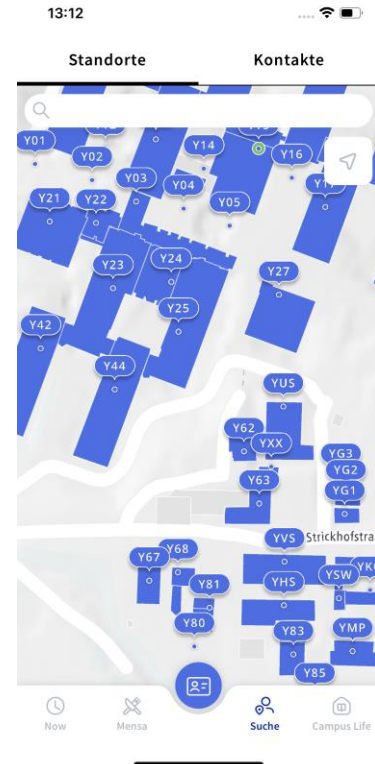 13:12
Standorte
Kontakte
Y01
Y02
Y14
Y16
Y03
Y04
Y05
Y21
Y22
Y23
Y24
Y27
Y25
Y42
Y44
YUS
Y62
YXX
YG3
YG2
YG1
Y63
YVS
Strickhofstra
Y67
Y68
Y81
YHS
YSW
Y80
Y83
YMP
Y85
Now
Mensa
Suche
Campus Life